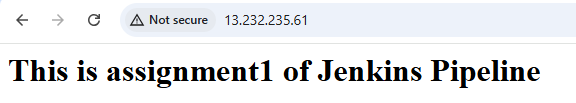 Not secure 13.232.235.61
This is assignment1 of Jenkins Pipeline